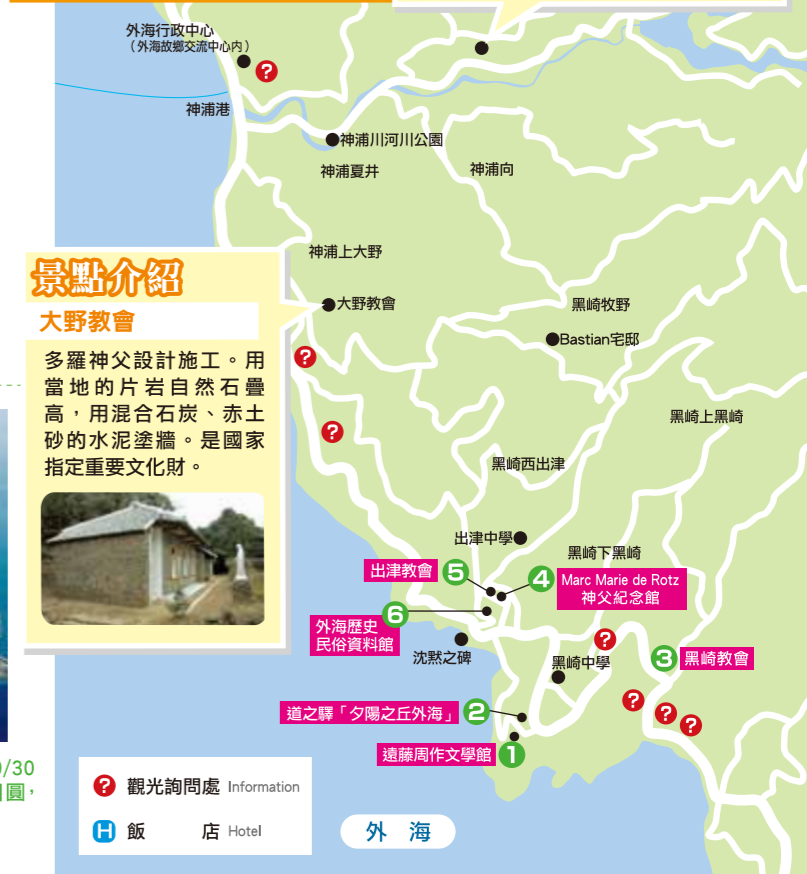 外海行政中心
（外海故鄉交流中心內）
?
神浦港
神浦川河川公園
神浦夏井
神浦向
神浦上大野
景點介紹
大野教會
多羅神父設計施工。用
當地的片岩自然石疊
高，用混合石炭、赤土
砂的水泥塗牆。是國家
指定重要文化財。
大野教會
黑崎牧野
Bastian宅邸
?
?
黑崎上黑崎
黑崎西出津
出津中學
黑崎下黑崎
出津教會 5
4 Marc Marie de Rotz
神父紀念館
6
外海歷史
民俗資料館
沈默之碑
?
黑崎中學
3 黑崎教會
?
?
?
道之驛「夕陽之丘外海」 2
遠藤周作文學館 1
/30
圓，
? 觀光詢問處 Information
H 飯 店 Hotel
外 海